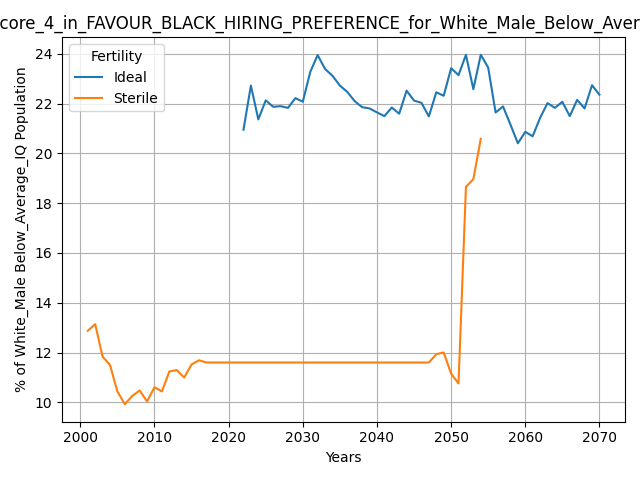 core_4_in_FAVOUR_BLACK_HIRING_PREFERENCE_for_White_Male_Below_Aver
Fertility
Ideal
Sterile
% of White_Male Below_Average_IQ Population
24
22
20
18
16
14
12
10
2000 2010 2020 2030 2040 2050 2060 2070
Years